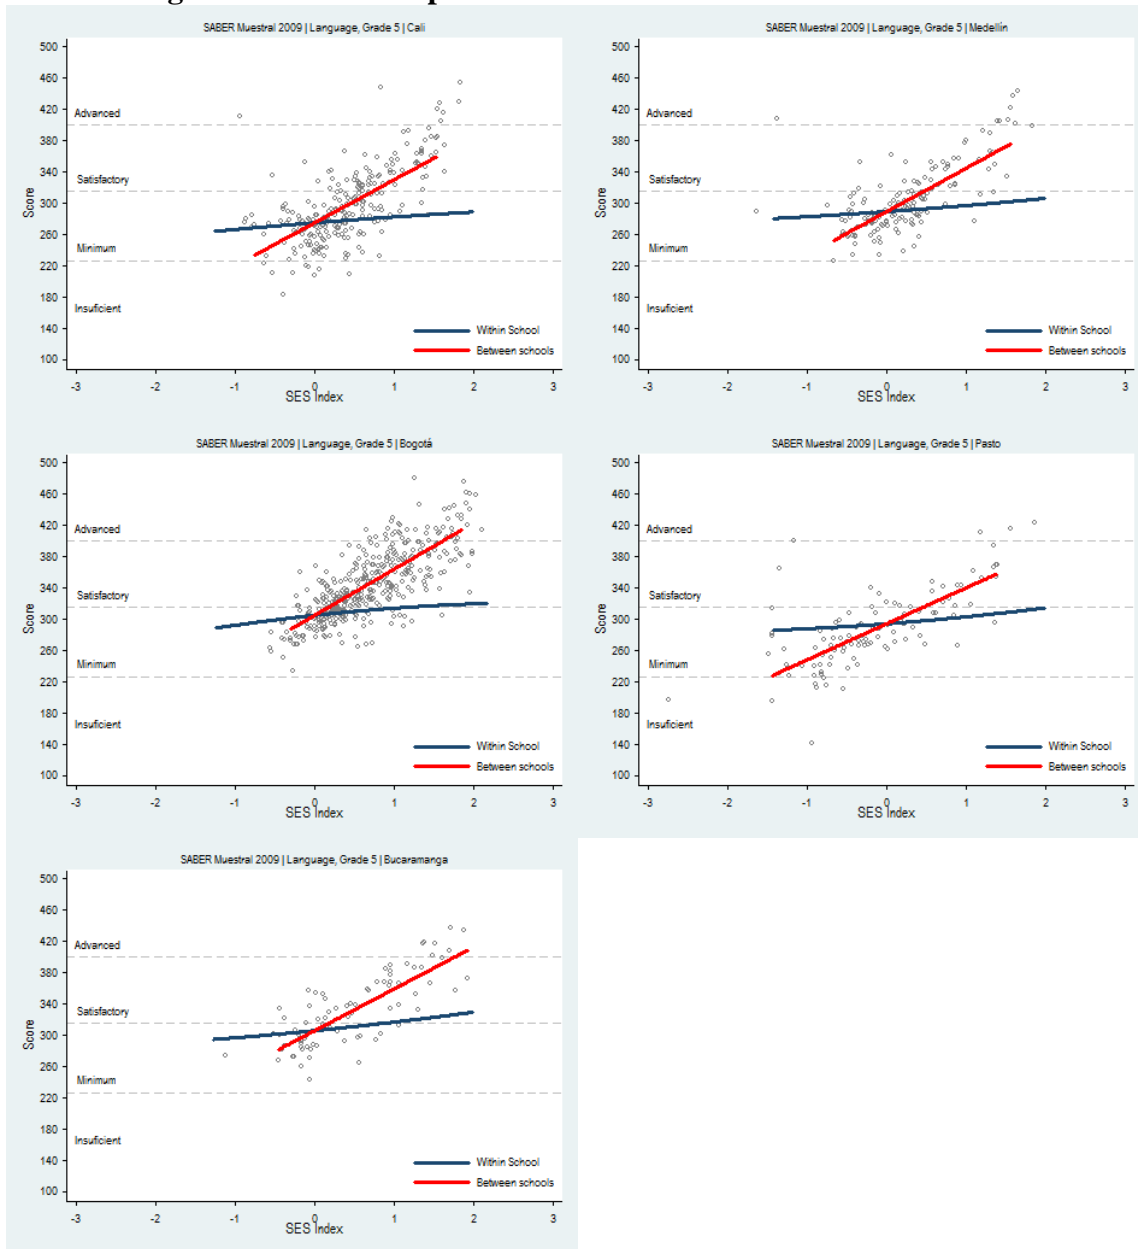 SABER Muestral 2009 | Language, Grade 5 | Cali
500
460
420
380
340
300
260
220
180
140
100
Score
Advanced
Satisfactory
Minimum
Insuficient
Within School
Between schools
-3
-2
-1
0
1
2
3
SES Index
SABER Muestral 2009 | Language, Grade 5 | Medellín
500
460
420
380
340
300
260
220
180
140
100
Score
Advanced
Satisfactory
Minimum
Insuficient
Within School
Between schools
-3
-2
-1
0
1
2
3
SES Index
SABER Muestral 2009 | Language, Grade 5 | Bogotá
500
460
420
380
340
300
260
220
180
140
100
Score
Advanced
Satisfactory
Minimum
Insuficient
Within School
Between schools
-3
-2
-1
0
1
2
3
SES Index
SABER Muestral 2009 | Language, Grade 5 | Pasto
500
460
420
380
340
300
260
220
180
140
100
Score
Advanced
Satisfactory
Minimum
Insuficient
Within School
Between schools
-3
-2
-1
0
1
2
3
SES Index
SABER Muestral 2009 | Language, Grade 5 | Bucaramanga
500
460
420
380
340
300
260
220
180
140
100
Score
Advanced
Satisfactory
Minimum
Insuficient
Within School
Between schools
-3
-2
-1
0
1
2
3
SES Index